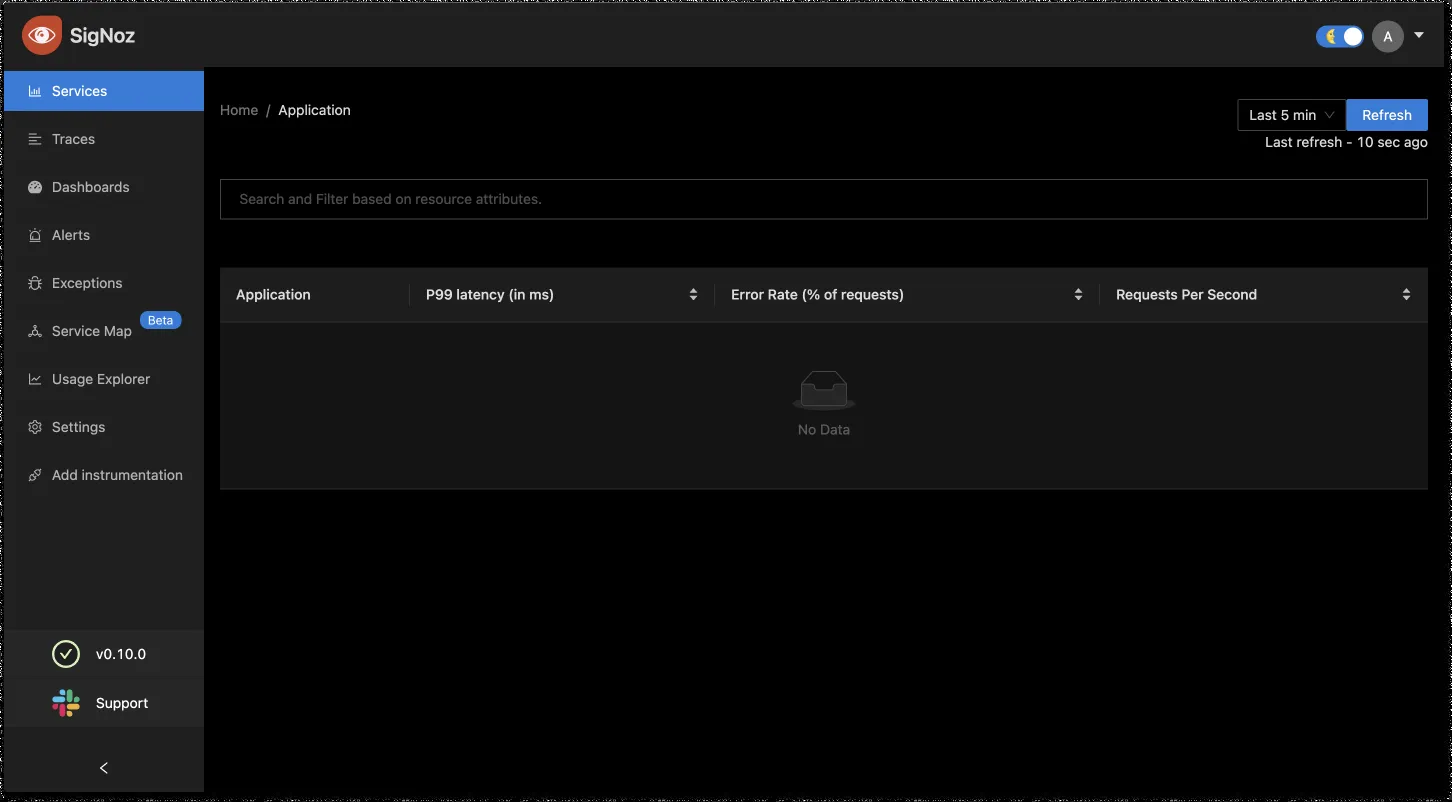 SigNoz
A
Services
Traces
Dashboards
Alerts
Exceptions
Service Map
Beta
Usage Explorer
Settings
Add instrumentation
v0.10.0
Support
Home / Application
Last 5 min
Refresh
Last refresh - 10 sec ago
Search and Filter based on resource attributes.
Application P99 latency (in ms) Error Rate (% of requests) Requests Per Second
No Data